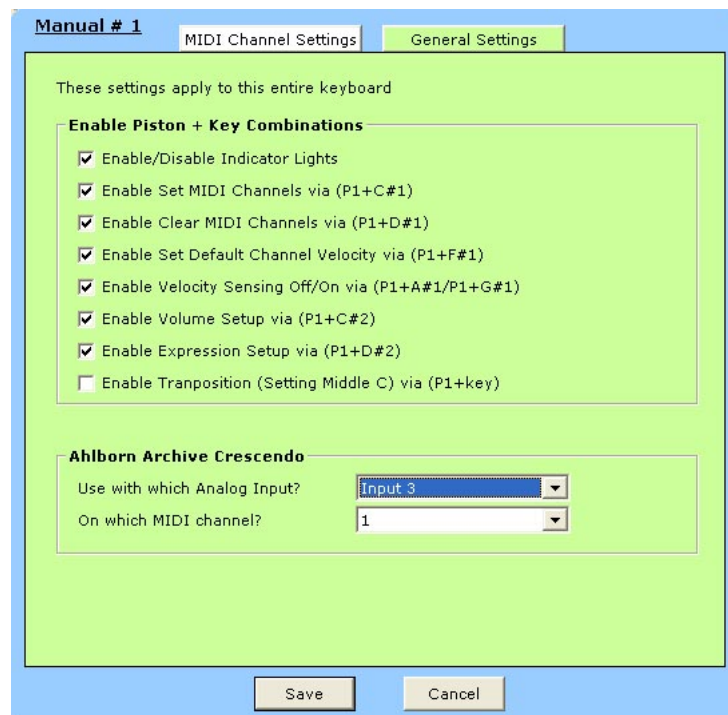 Manual # 1
MIDI Channel Settings
General Settings
These settings apply to this entire keyboard
Enable Piston + Key Combinations
Enable/Disable Indicator Lights
Enable Set MIDI Channels via (P1+C#1)
Enable Clear MIDI Channels via (P1+D#1)
Enable Set Default Channel Velocity via (P1+F#1)
Enable Velocity Sensing Off/On via (P1+A#1/P1+G#1)
Enable Volume Setup via (P1+C#2)
Enable Expression Setup via (P1+D#2)
Enable Tranposition (Setting Middle C) via (P1+key)
Ahlborn Archive Crescendo
Use with which Analog Input? Input 3
On which MIDI channel? 1
Save Cancel